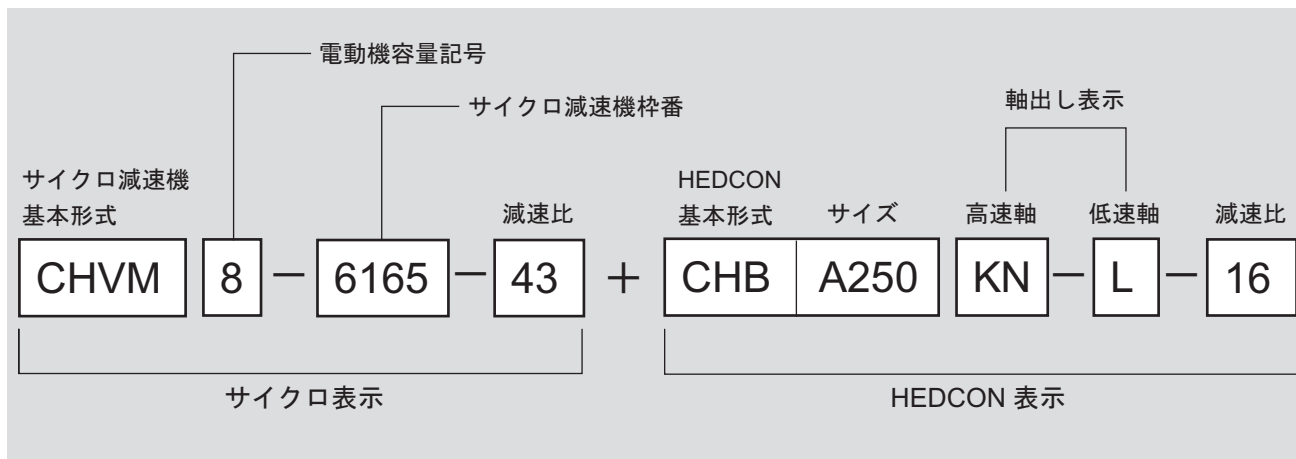 電動機容量記号
サイクロ減速機枠番
軸出し表示
サイクロ減速機
基本形式
減速比
HEDCON
基本形式
サイズ
高速軸
低速軸
減速比
CHVM 8 － 6165 － 43 ＋ CHB A250 KN － L － 16
サイクロ表示
HEDCON 表示